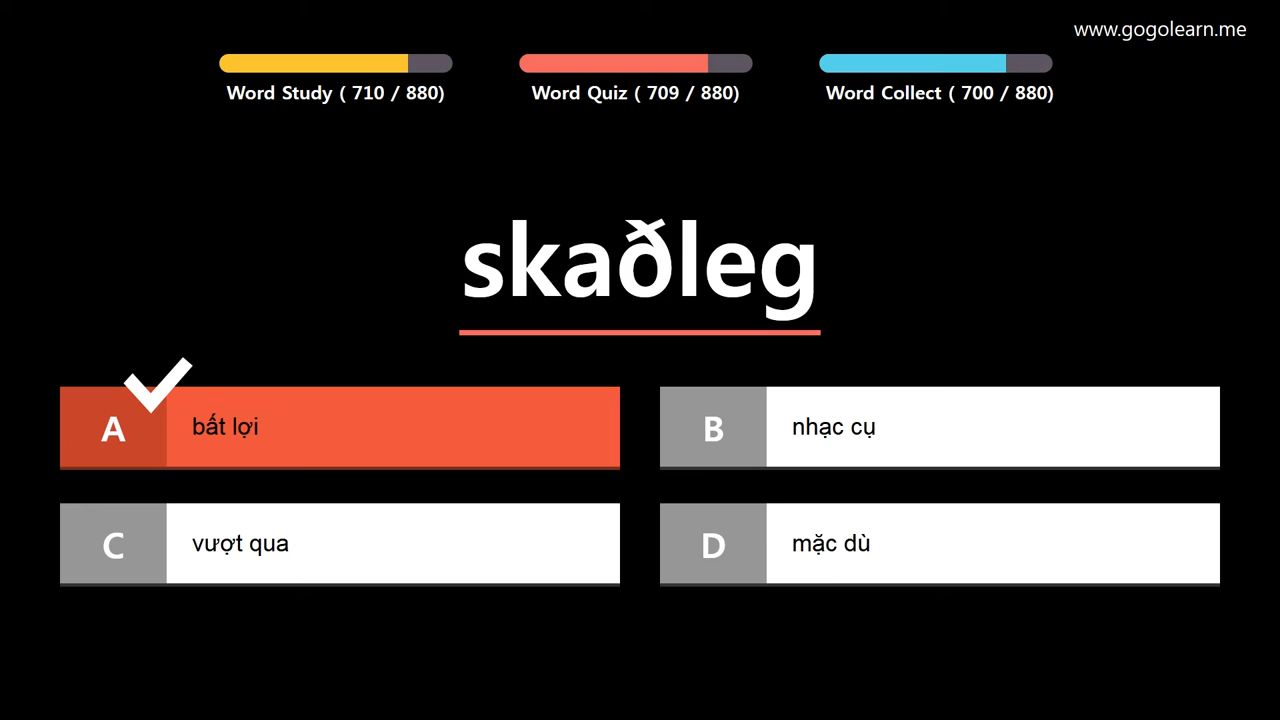 www.gogolearn.me
Word Study ( 710 / 880)
Word Quiz ( 709 / 880)
Word Collect ( 700 / 880)
skaðleg
A bất lợi
B nhạc cụ
C vượt qua
D mặc dù